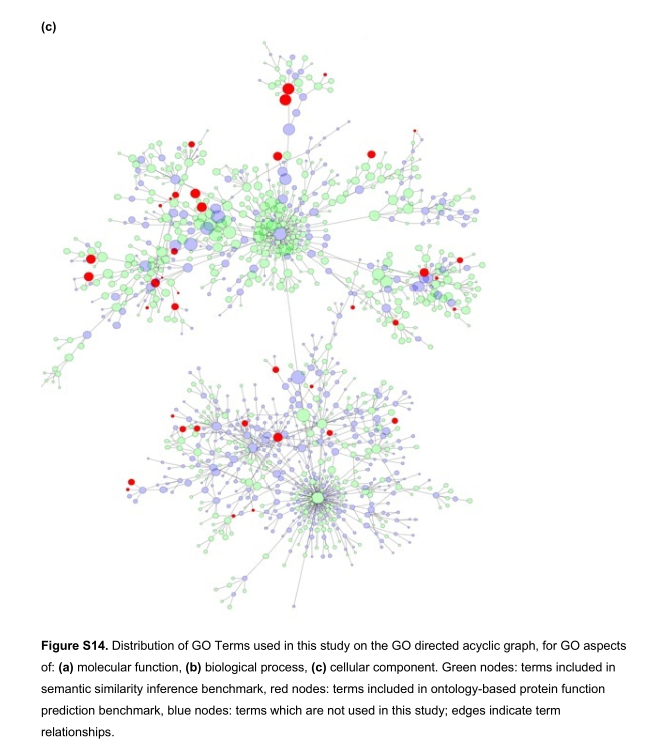 (c)
Figure S14. Distribution of GO Terms used in this study on the GO directed acyclic graph, for GO aspects
of: (a) molecular function, (b) biological process, (c) cellular component. Green nodes: terms included in
semantic similarity inference benchmark, red nodes: terms included in ontology-based protein function
prediction benchmark, blue nodes: terms which are not used in this study; edges indicate term
relationships.